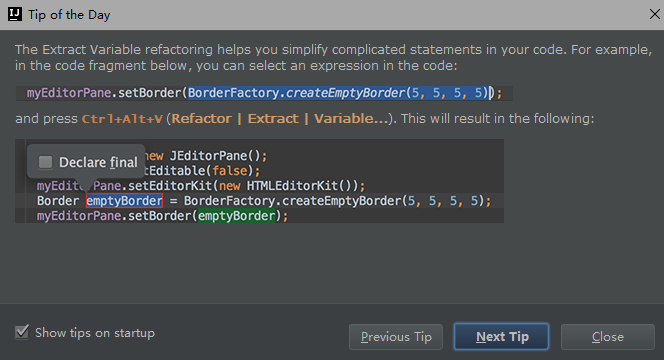 IJ Tip of the Day
The Extract Variable refactoring helps you simplify complicated statements in your code. For example,
in the code fragment below, you can select an expression in the code:
myEditorPane.setBorder(BorderFactory.createEmptyBorder(5, 5, 5, 5));
and press Ctrl+Alt+V (Refactor | Extract | Variable...). This will result in the following:
new JEditorPane();
Declare final
tEditable(false);
myEditorPane.setEditorKit(new HTMLEditorKit());
Border emptyBorder = BorderFactory.createEmptyBorder(5, 5, 5, 5);
myEditorPane.setBorder(emptyBorder);
Show tips on startup
Previous Tip
Next Tip
Close